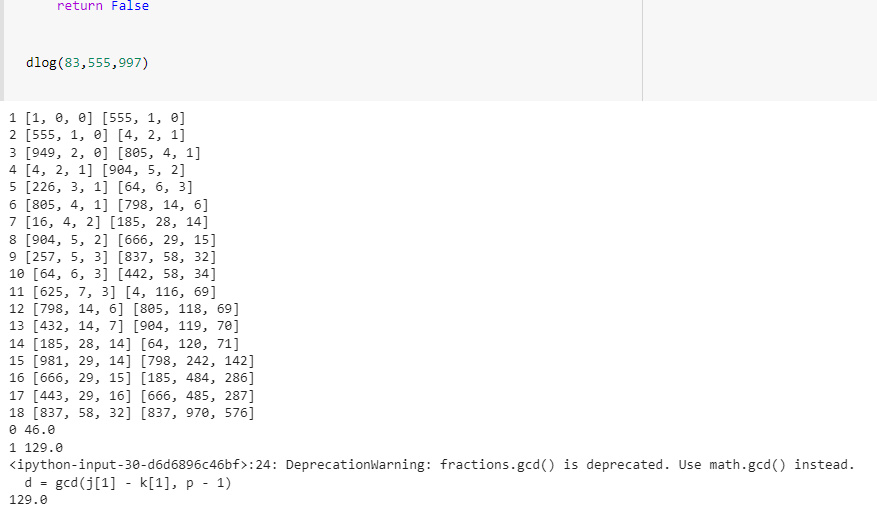 return False
dlog(83,555,997)
1 [1, 0, 0] [555, 1, 0]
2 [555, 1, 0] [4, 2, 1]
3 [949, 2, 0] [805, 4, 1]
4 [4, 2, 1] [904, 5, 2]
5 [226, 3, 1] [64, 6, 3]
6 [805, 4, 1] [798, 14, 6]
7 [16, 4, 2] [185, 28, 14]
8 [904, 5, 2] [666, 29, 15]
9 [257, 5, 3] [837, 58, 32]
10 [64, 6, 3] [442, 58, 34]
11 [625, 7, 3] [4, 116, 69]
12 [798, 14, 6] [805, 118, 69]
13 [432, 14, 7] [904, 119, 70]
14 [185, 28, 14] [64, 120, 71]
15 [981, 29, 14] [798, 242, 142]
16 [666, 29, 15] [185, 484, 286]
17 [443, 29, 16] [666, 485, 287]
18 [837, 58, 32] [837, 970, 576]
0 46.0
1 129.0
<ipython-input-30-d6d6896c46bf>:24: DeprecationWarning: fractions.gcd() is deprecated. Use math.gcd() instead.
d = gcd(j[1] - k[1], p - 1)
129.0